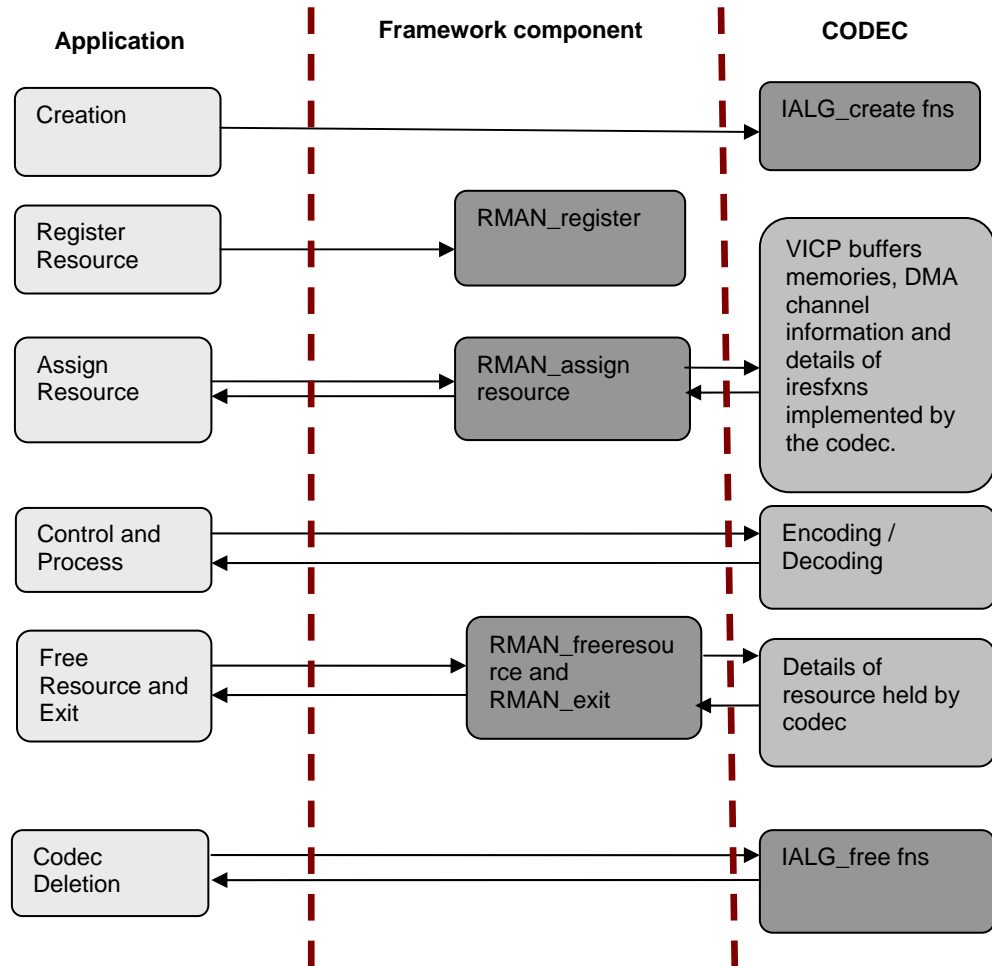 Application
Framework component
CODEC
Creation
IALG_create fns
Register
Resource
RMAN_register
VICP buffers
memories, DMA
channel
information and
details of
iresfxns
implemented by
the codec.
Assign
Resource
RMAN_assign
resource
Control and
Process
Encoding /
Decoding
Free
Resource and
Exit
RMAN_freeresou
rce and
RMAN_exit
Details of
resource held by
codec
Codec
Deletion
IALG_free fns